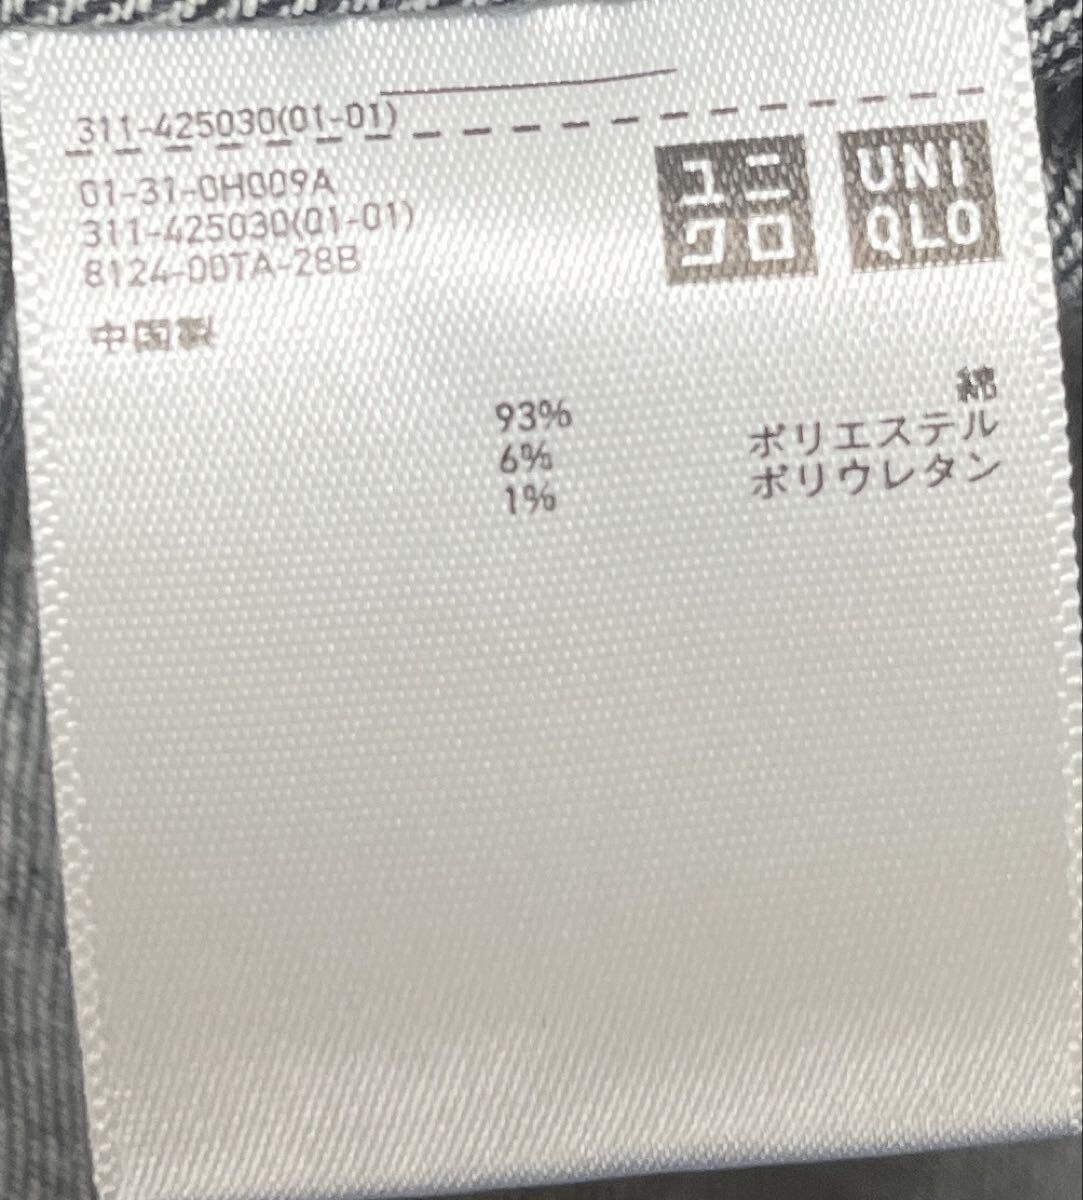 311-425030(01-01)
01-31-0H009A
311-425030(01-01)
8124-00TA-28B
中国製
ユニ
クロ
UNI
QLO
93% 綿
6% ポリエステル
1% ポリウレタン